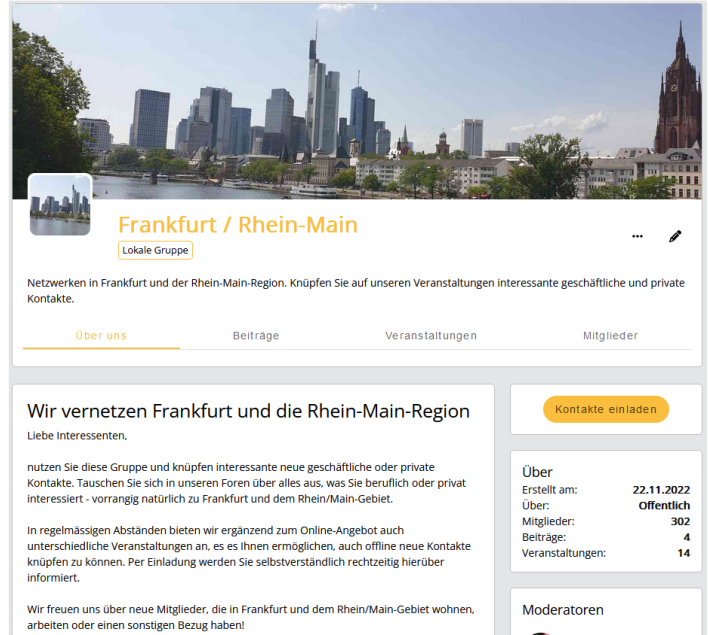 Frankfurt / Rhein-Main
Lokale Gruppe
Netzwerken in Frankfurt und der Rhein-Main-Region. Knüpfen Sie auf unseren Veranstaltungen interessante geschäftliche und private
Kontakte.
Über uns Beiträge Veranstaltungen Mitglieder
Wir vernetzen Frankfurt und die Rhein-Main-Region
Liebe Interessenten,
nutzen Sie diese Gruppe und knüpfen interessante neue geschäftliche oder private
Kontakte. Tauschen Sie sich in unseren Foren über alles aus, was Sie beruflich oder privat
interessiert - vorrangig natürlich zu Frankfurt und dem Rhein/Main-Gebiet.
In regelmässigen Abständen bieten wir ergänzend zum Online-Angebot auch
unterschiedliche Veranstaltungen an, es es Ihnen ermöglichen, auch offline neue Kontakte
knüpfen zu können. Per Einladung werden Sie selbstverständlich rechtzeitig hierüber
informiert.
Wir freuen uns über neue Mitglieder, die in Frankfurt und dem Rhein/Main-Gebiet wohnen,
arbeiten oder einen sonstigen Bezug haben!
Kontakte einladen
Über
Erstellt am: 22.11.2022
Über: Öffentlich
Mitglieder: 302
Beiträge: 4
Veranstaltungen: 14
Moderatoren